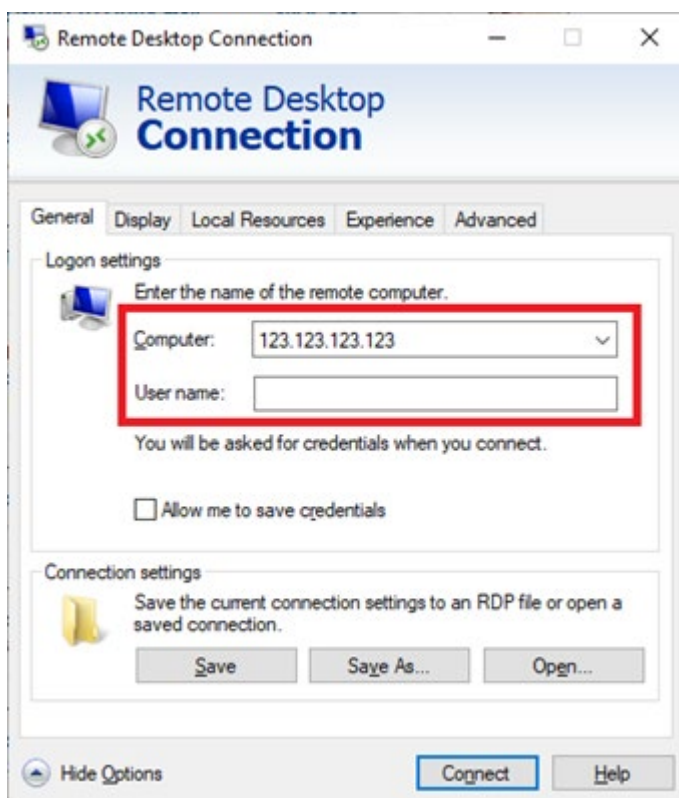 Remote Desktop Connection
Remote Desktop
Connection
General Display Local Resources Experience Advanced
Logon settings
Enter the name of the remote computer.
Computer: 123.123.123.123
User name:
You will be asked for credentials when you connect.
Allow me to save credentials
Connection settings
Save the current connection settings to an RDP file or open a
saved connection.
Save Save As... Open...
Hide Options Connect Help